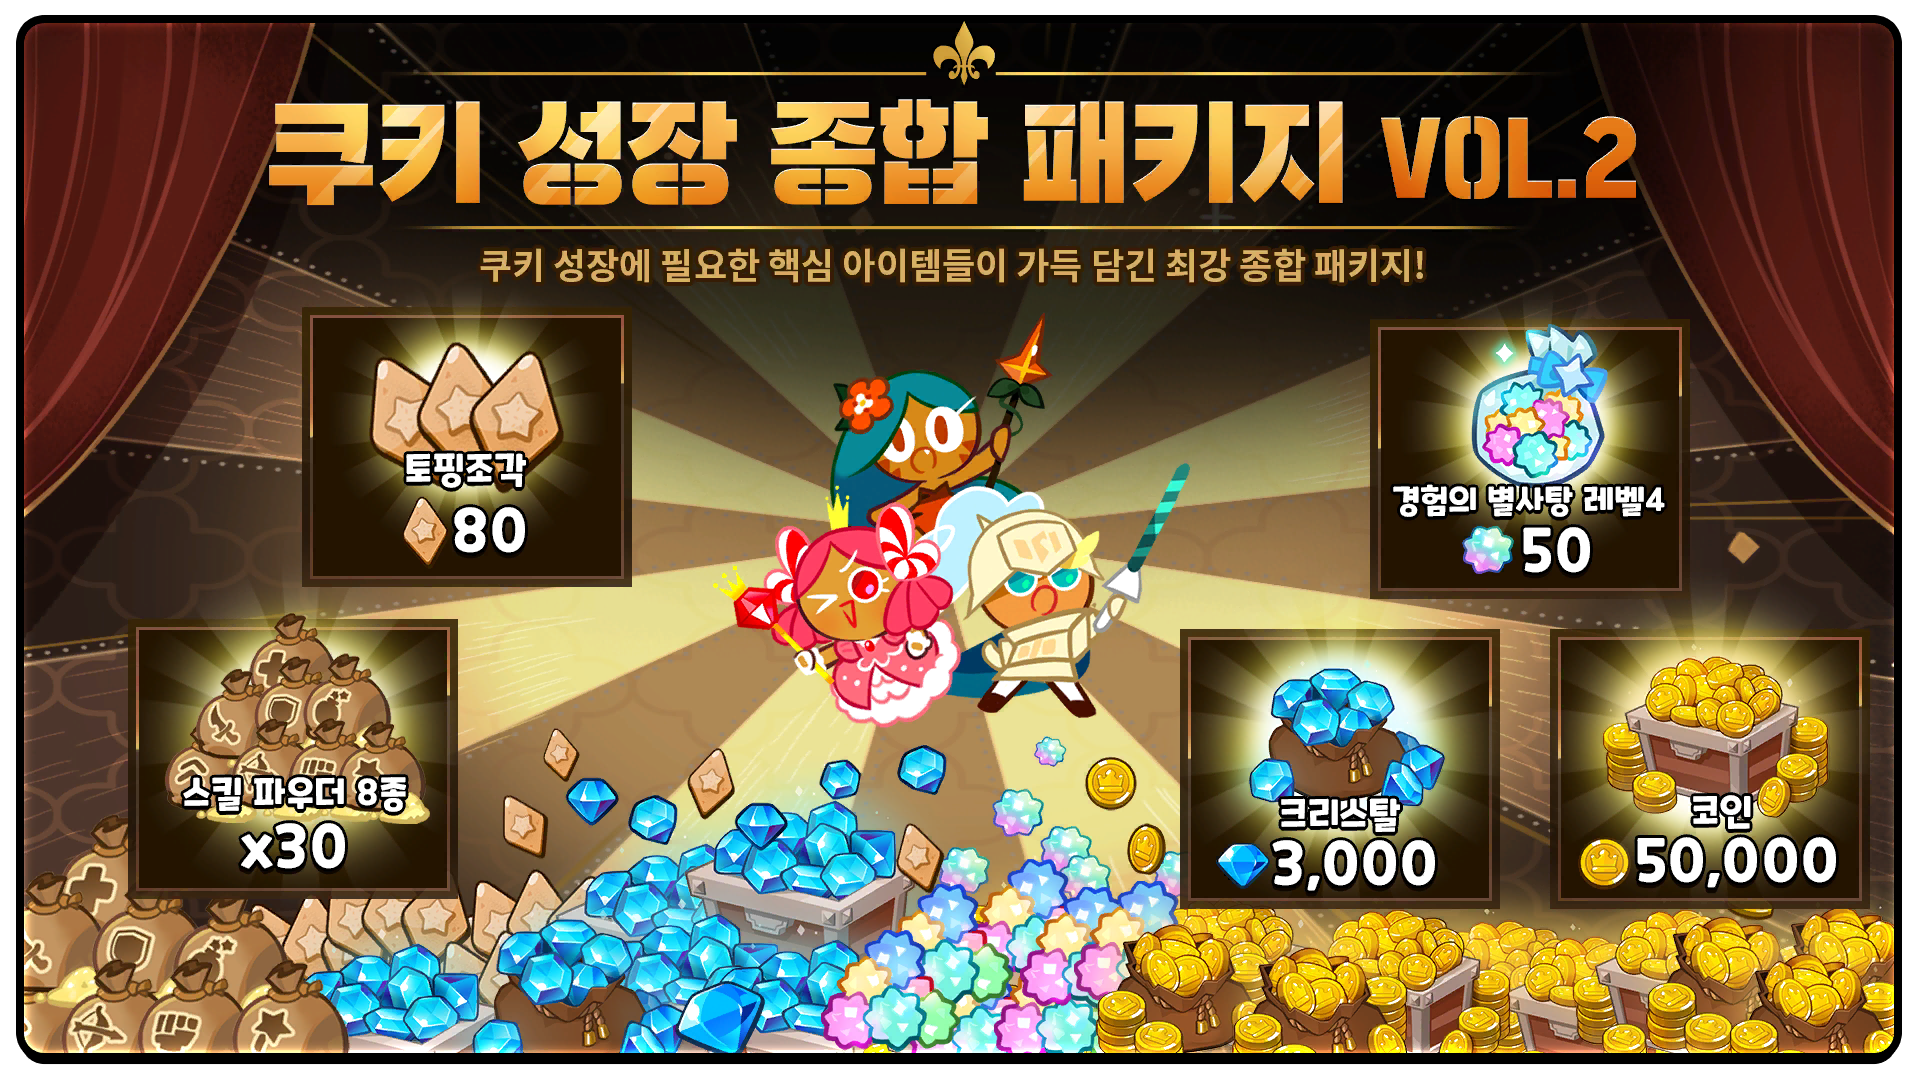 쿠키 성장 종합 패키지 VOL.2
쿠키 성장에 필요한 핵심 아이템들이 가득 담긴 최강 종합 패키지!
토핑조각
80
경험의 별사탕 레벨4
50
스킬 파우더 8종
x30
크리스탈
3,000
코인
50,000